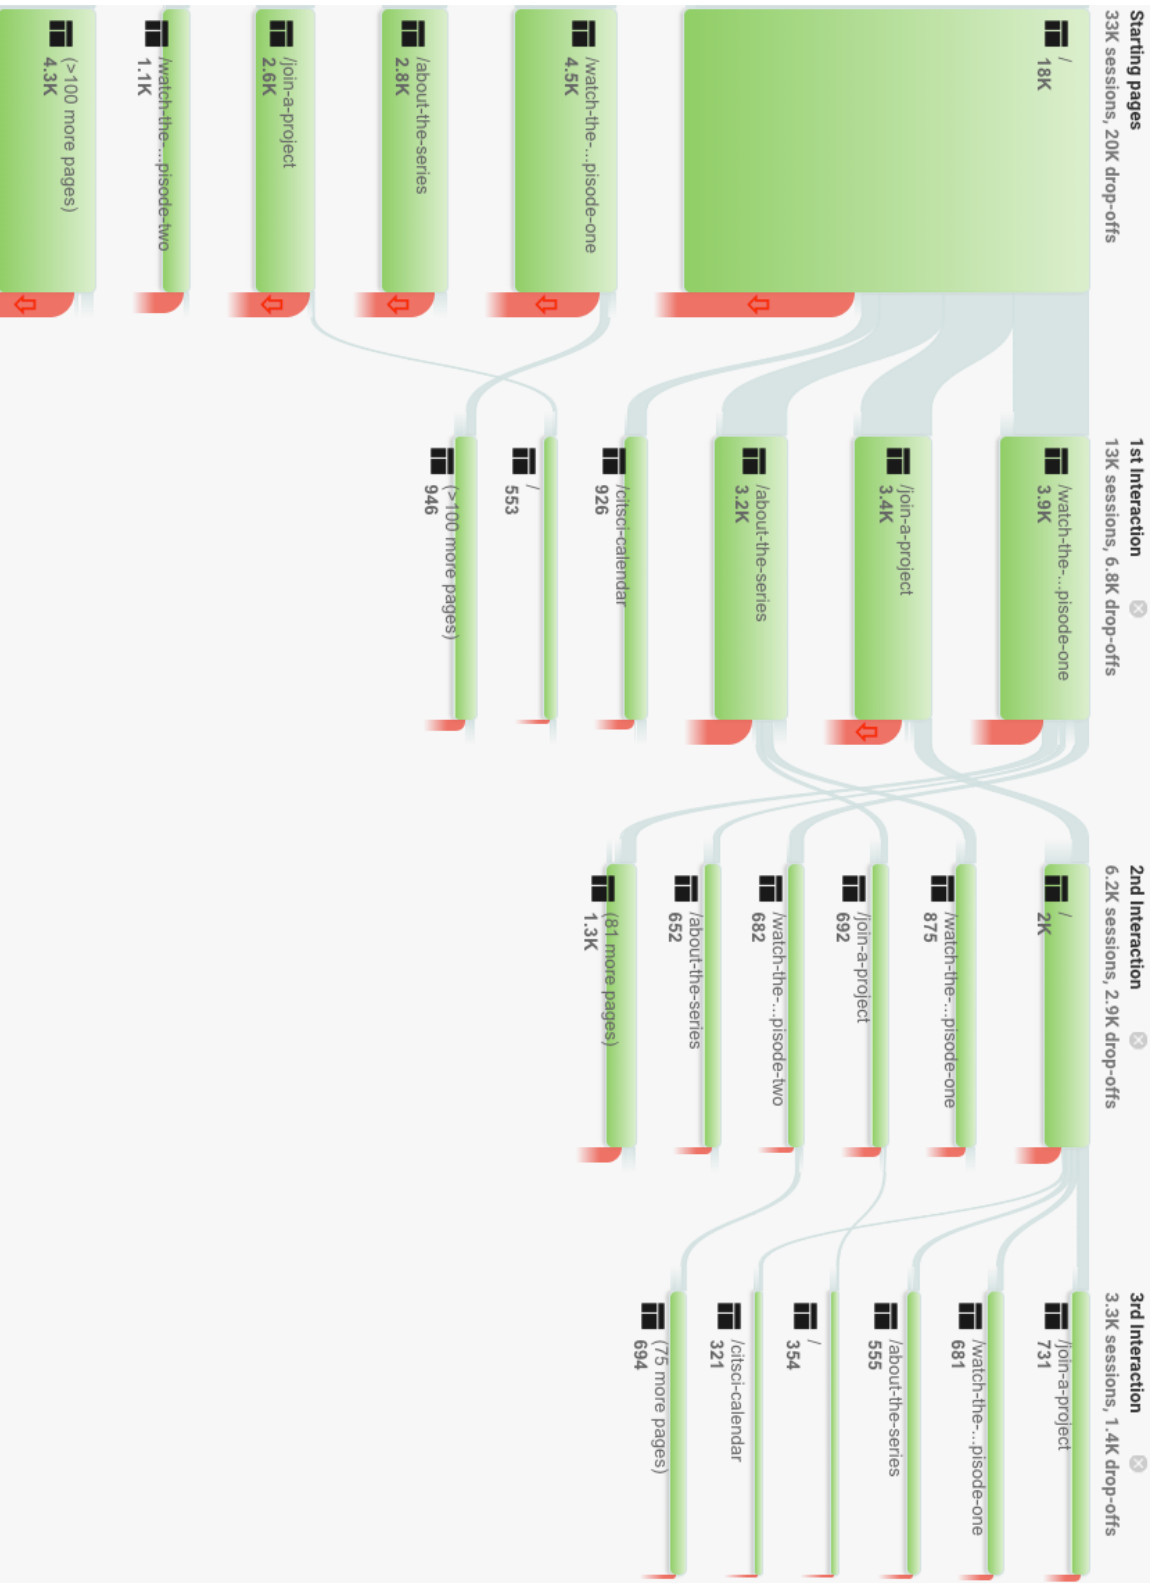 Starting pages
33K sessions, 20K drop-offs
/
18K
/watch-the-...pisode-one
4.5K
/about-the-series
2.8K
/join-a-project
2.6K
/watch-the-...pisode-two
1.1K
(>100 more pages)
4.3K
1st Interaction
13K sessions, 6.8K drop-offs
/watch-the-...pisode-one
3.9K
/join-a-project
3.4K
/about-the-series
3.2K
/citsci-calendar
926
/
553
(>100 more pages)
946
2nd Interaction
6.2K sessions, 2.9K drop-offs
/
2K
/watch-the-...pisode-one
875
/join-a-project
692
/watch-the-...pisode-two
682
/about-the-series
652
(81 more pages)
1.3K
3rd Interaction
3.3K sessions, 1.4K drop-offs
/join-a-project
731
/watch-the-...pisode-one
681
/about-the-series
555
/
354
/citsci-calendar
321
(75 more pages)
694